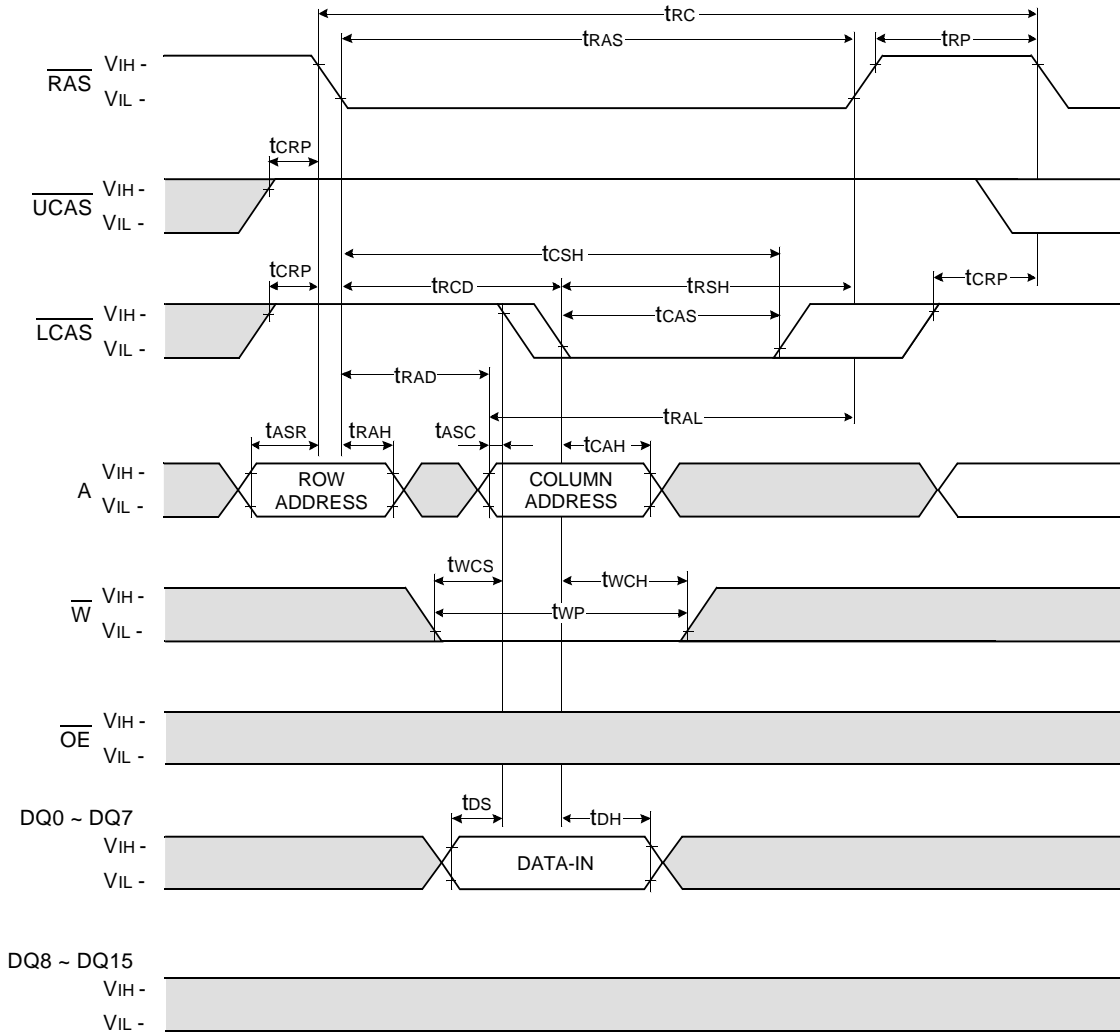 tRC
tRAS
tRP
RAS
VIH -
VIL -
tCRP
UCAS
VIH -
VIL -
tCSH
tCRP
tRCD
tRSH
tCRP
LCAS
VIH -
VIL -
tCAS
tRAD
tRAL
tASR
tRAH
tASC
tCAH
A
VIH -
VIL -
ROW
ADDRESS
COLUMN
ADDRESS
tWCS
tWCH
W
VIH -
VIL -
tWP
OE
VIH -
VIL -
DQ0 ~ DQ7
tDS
tDH
VIH -
VIL -
DATA-IN
DQ8 ~ DQ15
VIH -
VIL -